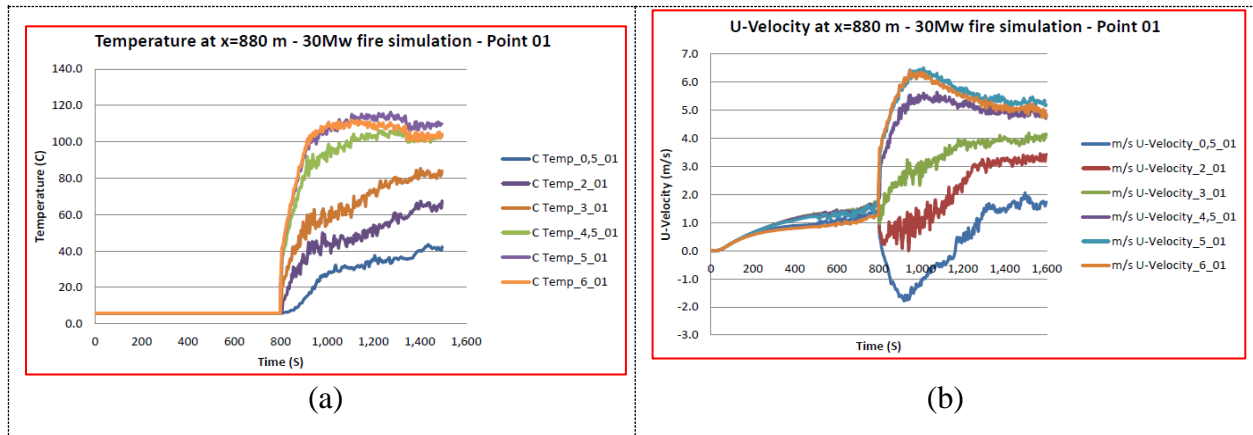 Temperature at x=880 m - 30Mw fire simulation - Point 01
140.0
120.0
100.0
80.0
60.0
40.0
20.0
0.0
Temperature (C)
0 200 400 600 800 1,000 1,200 1,400 1,600
Time (S)
C Temp_0,5_01
C Temp_2_01
C Temp_3_01
C Temp_4,5_01
C Temp_5_01
C Temp_6_01
(a)
U-Velocity at x=880 m - 30Mw fire simulation - Point 01
7.0
6.0
5.0
4.0
3.0
2.0
1.0
0.0
-1.0
-2.0
-3.0
U-Velocity (m/s)
0 200 400 600 800 1,000 1,200 1,400 1,600
Time (S)
m/s U-Velocity_0,5_01
m/s U-Velocity_2_01
m/s U-Velocity_3_01
m/s U-Velocity_4,5_01
m/s U-Velocity_5_01
m/s U-Velocity_6_01
(b)